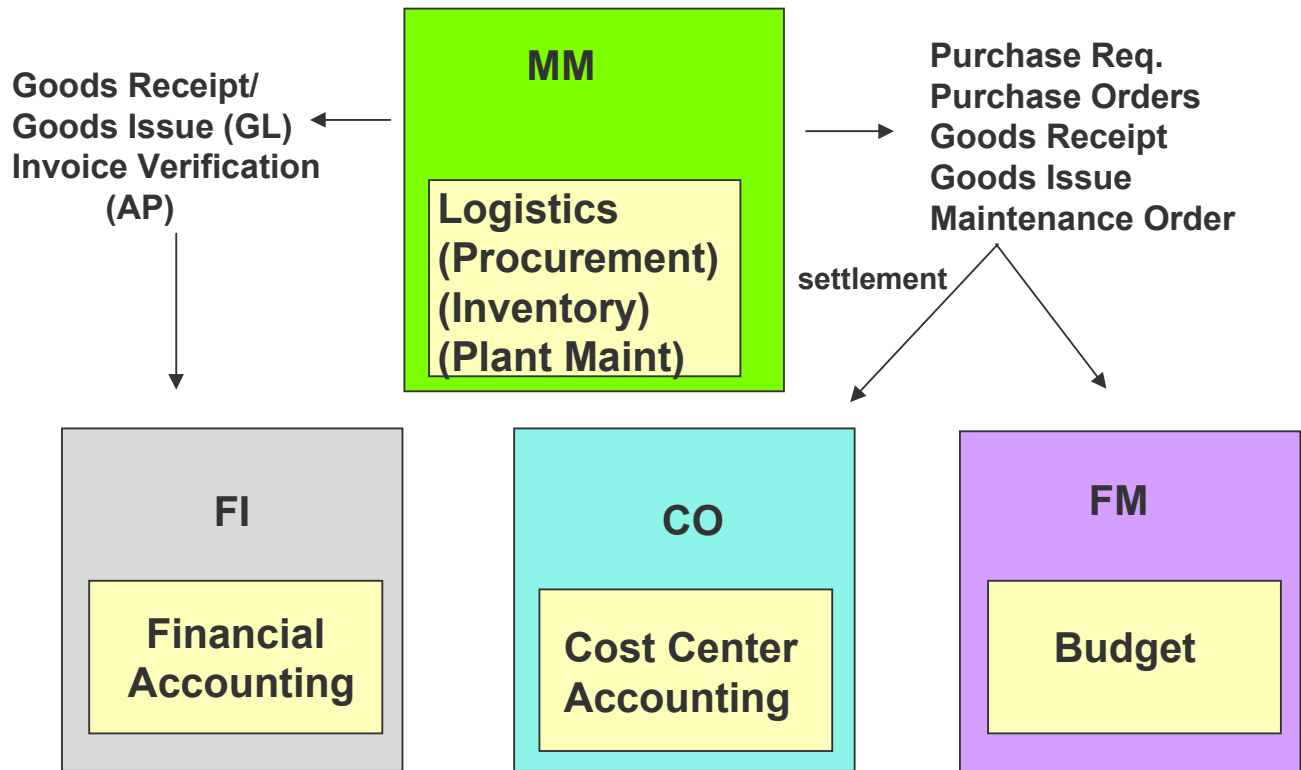 MM
Goods Receipt/
Goods Issue (GL)
Invoice Verification
(AP)
Logistics
(Procurement)
(Inventory)
(Plant Maint)
Purchase Req.
Purchase Orders
Goods Receipt
Goods Issue
Maintenance Order
settlement
FI
Financial
Accounting
CO
Cost Center
Accounting
FM
Budget